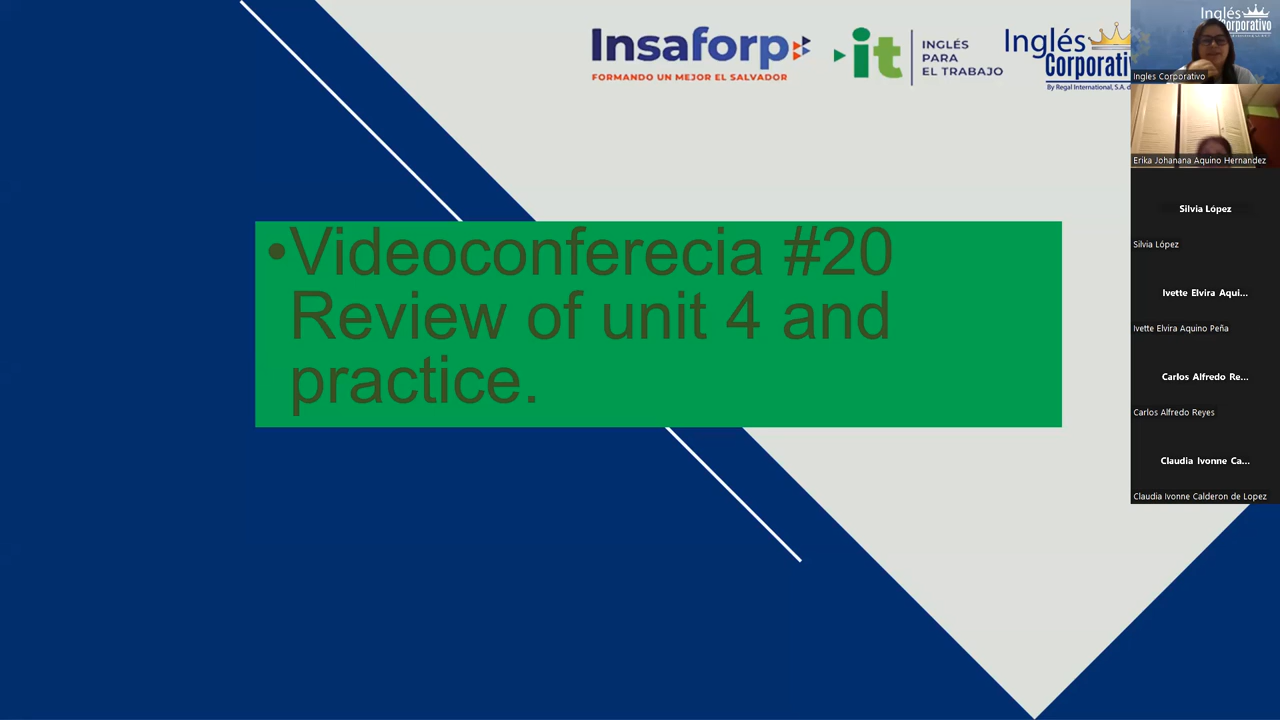 Insaforp
FORMANDO UN MEJOR EL SALVADOR
it
INGLÉS
PARA
EL TRABAJO
Inglés
Corporativ
By Regal International, S.A. d
•Videoconferecia #20
Review of unit 4 and
practice.
Inglés
Corporativo
Ingles Corporativo
Erika Johanana Aquino Hernandez
Silvia López
Silvia López
Ivette Elvira Aqui...
Ivette Elvira Aquino Peña
Carlos Alfredo Re...
Carlos Alfredo Reyes
Claudia Ivonne Ca...
Claudia Ivonne Calderon de Lopez